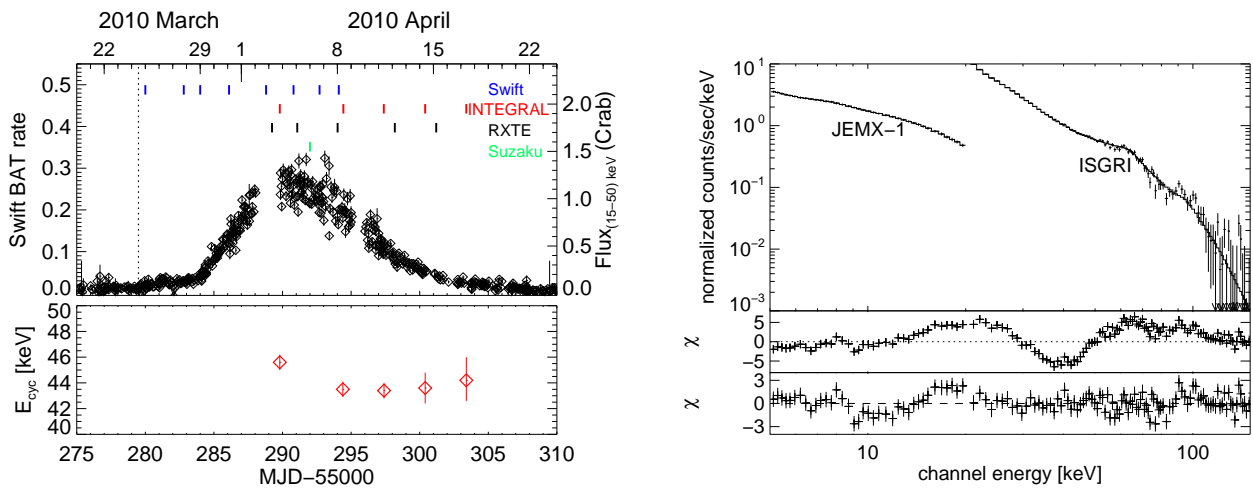 2010 March 2010 April
22 29 1 8 15 22
0.5
0.4
0.3
0.2
0.1
0.0
Swift BAT rate
Swift
INTEGRAL
RXTE
Suzaku
2.0
1.5
1.0
0.5
0.0
Flux(15−50) keV (Crab)
50
48
46
44
42
40
Ecyc [keV]
275 280 285 290 295 300 305 310
MJD−55000
normalized counts/sec/keV
10^1
10^0
10^−1
10^−2
10^−3
JEMX−1
ISGRI
χ
5
0
−5
χ
3
0
−3
10 100
channel energy [keV]